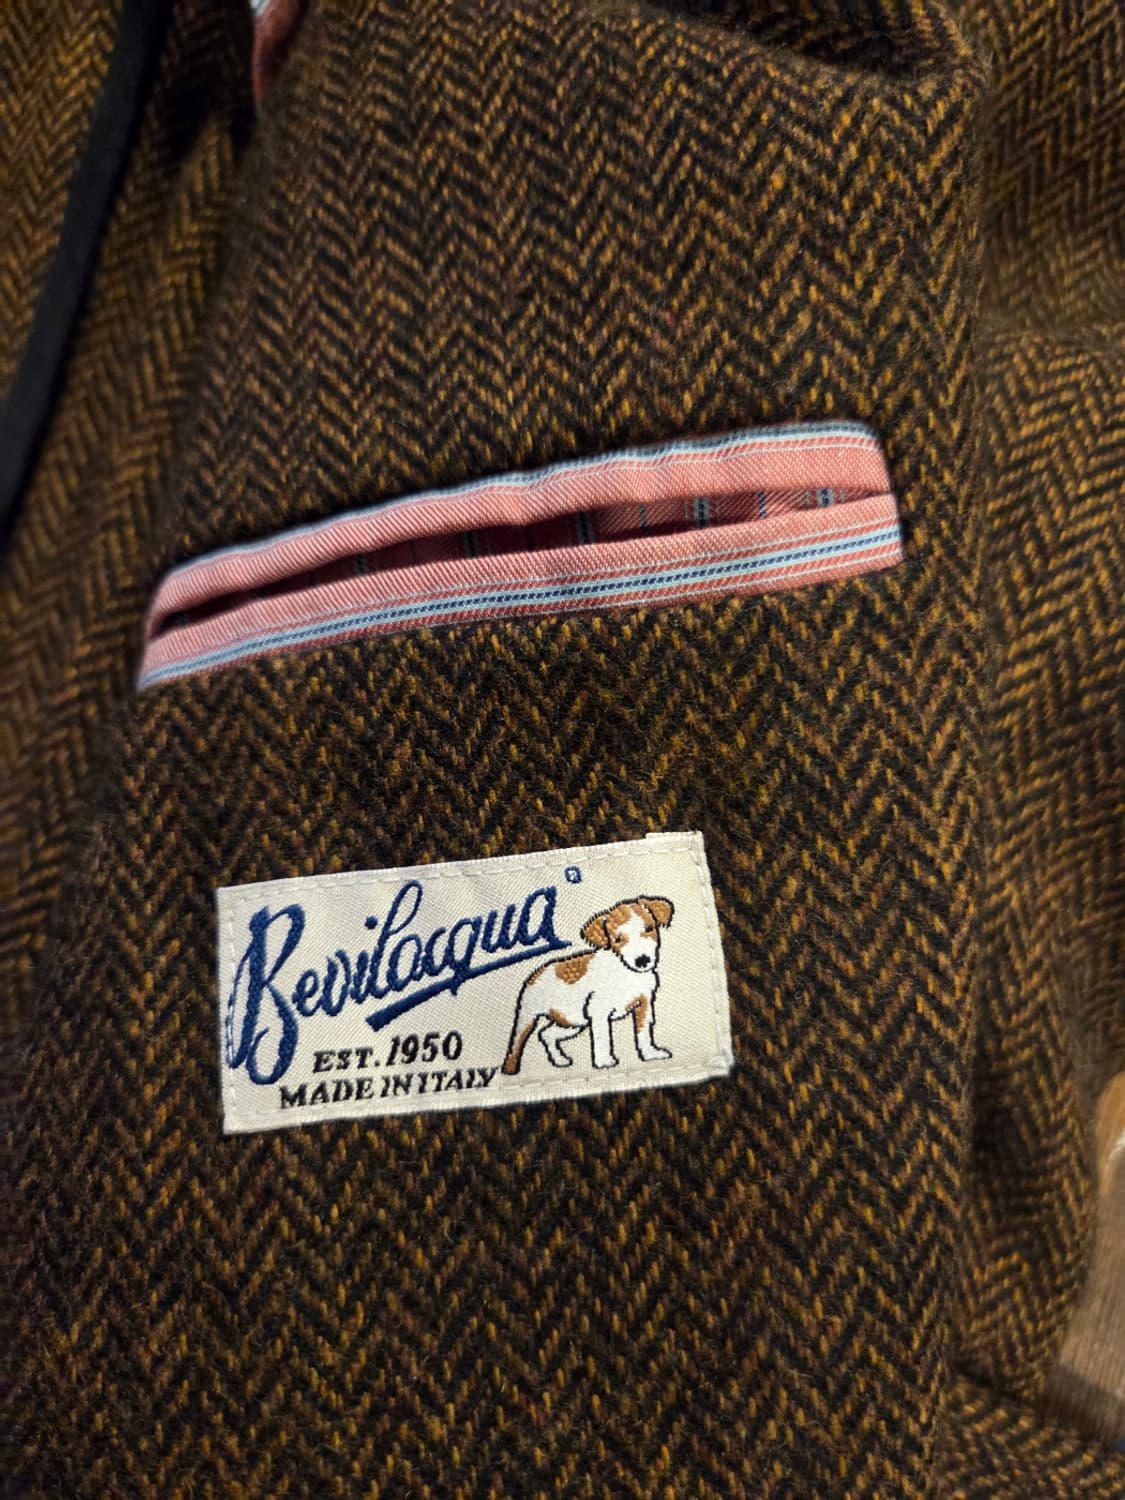 Bevilacqua
EST. 1950
MADE IN ITALY